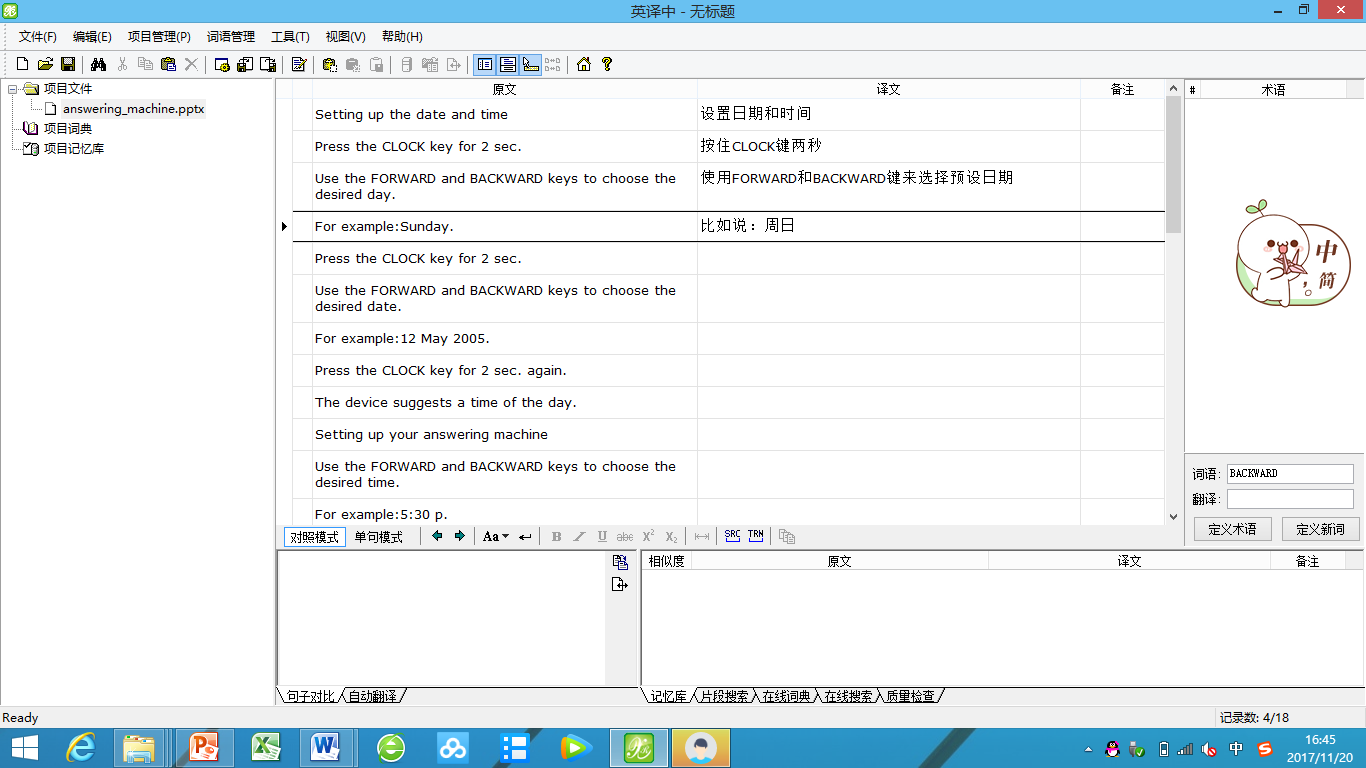 英译中 - 无标题
文件(F) 编辑(E) 项目管理(P) 词语管理 工具(T) 视图(V) 帮助(H)
项目文件
answering_machine.pptx
项目词典
项目记忆库
原文 译文 备注
Setting up the date and time 设置日期和时间
Press the CLOCK key for 2 sec. 按住CLOCK键两秒
Use the FORWARD and BACKWARD keys to choose the 使用FORWARD和BACKWARD键来选择预设日期
desired day.
For example:Sunday. 比如说：周日
Press the CLOCK key for 2 sec.
Use the FORWARD and BACKWARD keys to choose the
desired date.
For example:12 May 2005.
Press the CLOCK key for 2 sec. again.
The device suggests a time of the day.
Setting up your answering machine
Use the FORWARD and BACKWARD keys to choose the
desired time.
For example:5:30 p.
# 术语
中
，简
词语: BACKWARD
翻译:
定义术语 定义新词
对照模式 单句模式 Aa B I U abc X² X₂ SRC TRN
相似度 原文 译文 备注
句子对比 自动翻译
记忆库 片段搜索 在线词典 在线搜索 质量检查
Ready 记录数: 4/18
中 16:45
2017/11/20